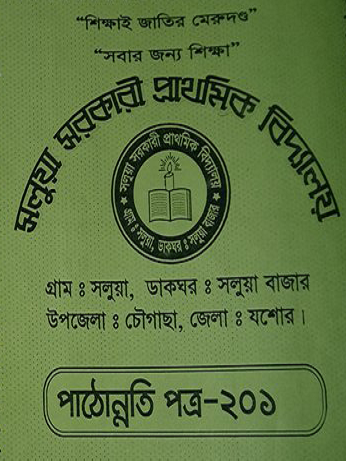 “শিক্ষাই জাতির মেরুদণ্ড”
“সবার জন্য শিক্ষা”
সলুয়া সরকারী প্রাথমিক বিদ্যালয়
সলুয়া সরকারী প্রাথমিক বিদ্যালয়
গ্রাম ঃ সলুয়া, ডাকঘর ঃ সলুয়া বাজার
গ্রাম ঃ সলুয়া, ডাকঘর ঃ সলুয়া বাজার
উপজেলা ঃ চৌগাছা, জেলা ঃ যশোর।
পাঠোন্নতি পত্র-২০১